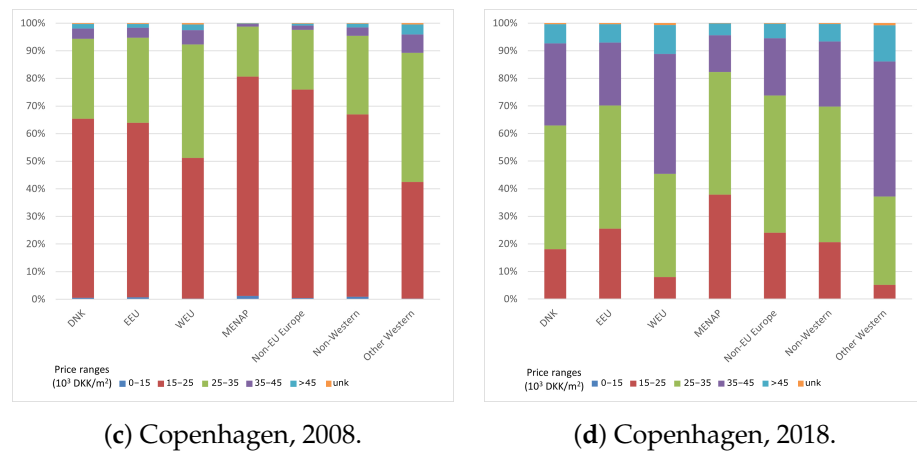 100%
90%
80%
70%
60%
50%
40%
30%
20%
10%
0%
DNK
EEU
WEU
MENAP
Non-EU Europe
Non-Western
Other Western
Price ranges
(10³ DKK/m²) 0–15 15–25 25–35 35–45 >45 unk
(c) Copenhagen, 2008.
100%
90%
80%
70%
60%
50%
40%
30%
20%
10%
0%
DNK
EEU
WEU
MENAP
Non-EU Europe
Non-Western
Other Western
Price ranges
(10³ DKK/m²) 0–15 15–25 25–35 35–45 >45 unk
(d) Copenhagen, 2018.